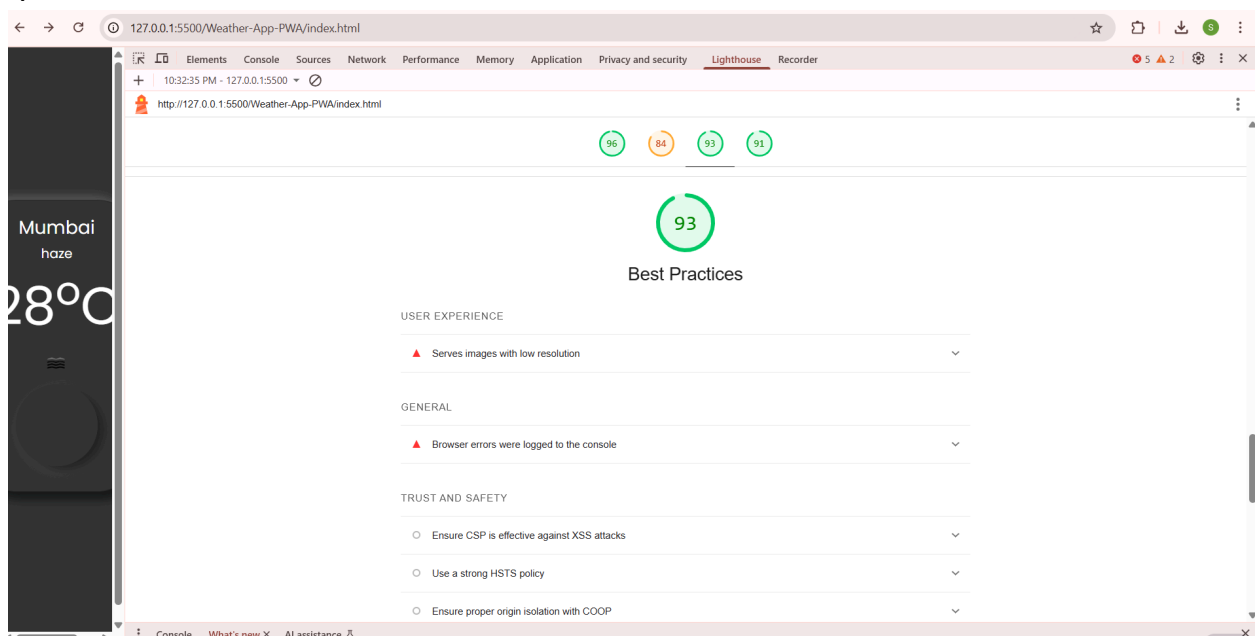 127.0.0.1:5500/Weather-App-PWA/index.html
S
Elements Console Sources Network Performance Memory Application Privacy and security Lighthouse Recorder
5 2
10:32:35 PM - 127.0.0.1:5500
http://127.0.0.1:5500/Weather-App-PWA/index.html
96 84 93 91
Mumbai
haze
28°C
93
Best Practices
USER EXPERIENCE
Serves images with low resolution
GENERAL
Browser errors were logged to the console
TRUST AND SAFETY
Ensure CSP is effective against XSS attacks
Use a strong HSTS policy
Ensure proper origin isolation with COOP
Console What's new AI assistance